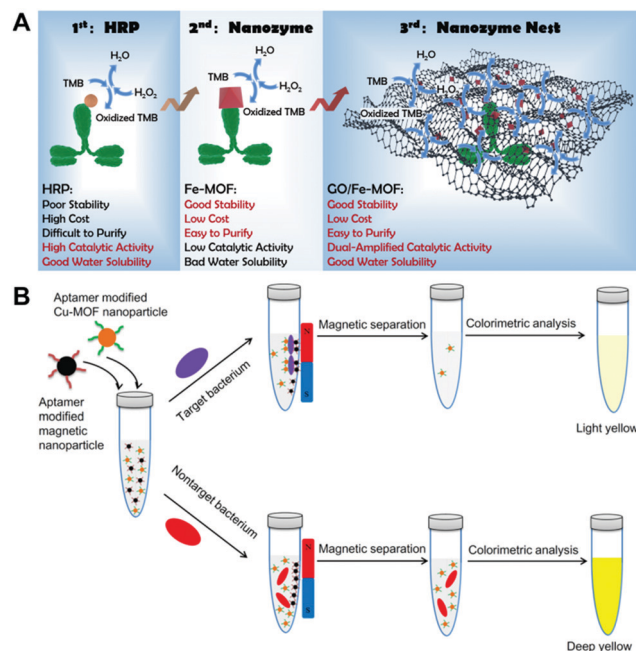 A
1st: HRP
2nd: Nanozyme
3rd: Nanozyme Nest
H₂O
TMB
H₂O₂
Oxidized TMB
H₂O
TMB
H₂O₂
Oxidized TMB
H₂O
TMB
H₂O₂
Oxidized TMB
HRP:
Poor Stability
High Cost
Difficult to Purify
High Catalytic Activity
Good Water Solubility
Fe-MOF:
Good Stability
Low Cost
Easy to Purify
Low Catalytic Activity
Bad Water Solubility
GO/Fe-MOF:
Good Stability
Low Cost
Easy to Purify
Dual-Amplified Catalytic Activity
Good Water Solubility
B
Aptamer modified
Cu-MOF nanoparticle
Aptamer
modified
magnetic
nanoparticle
Target bacterium
N
S
Magnetic separation
Colorimetric analysis
Light yellow
Nontarget bacterium
N
S
Magnetic separation
Colorimetric analysis
Deep yellow